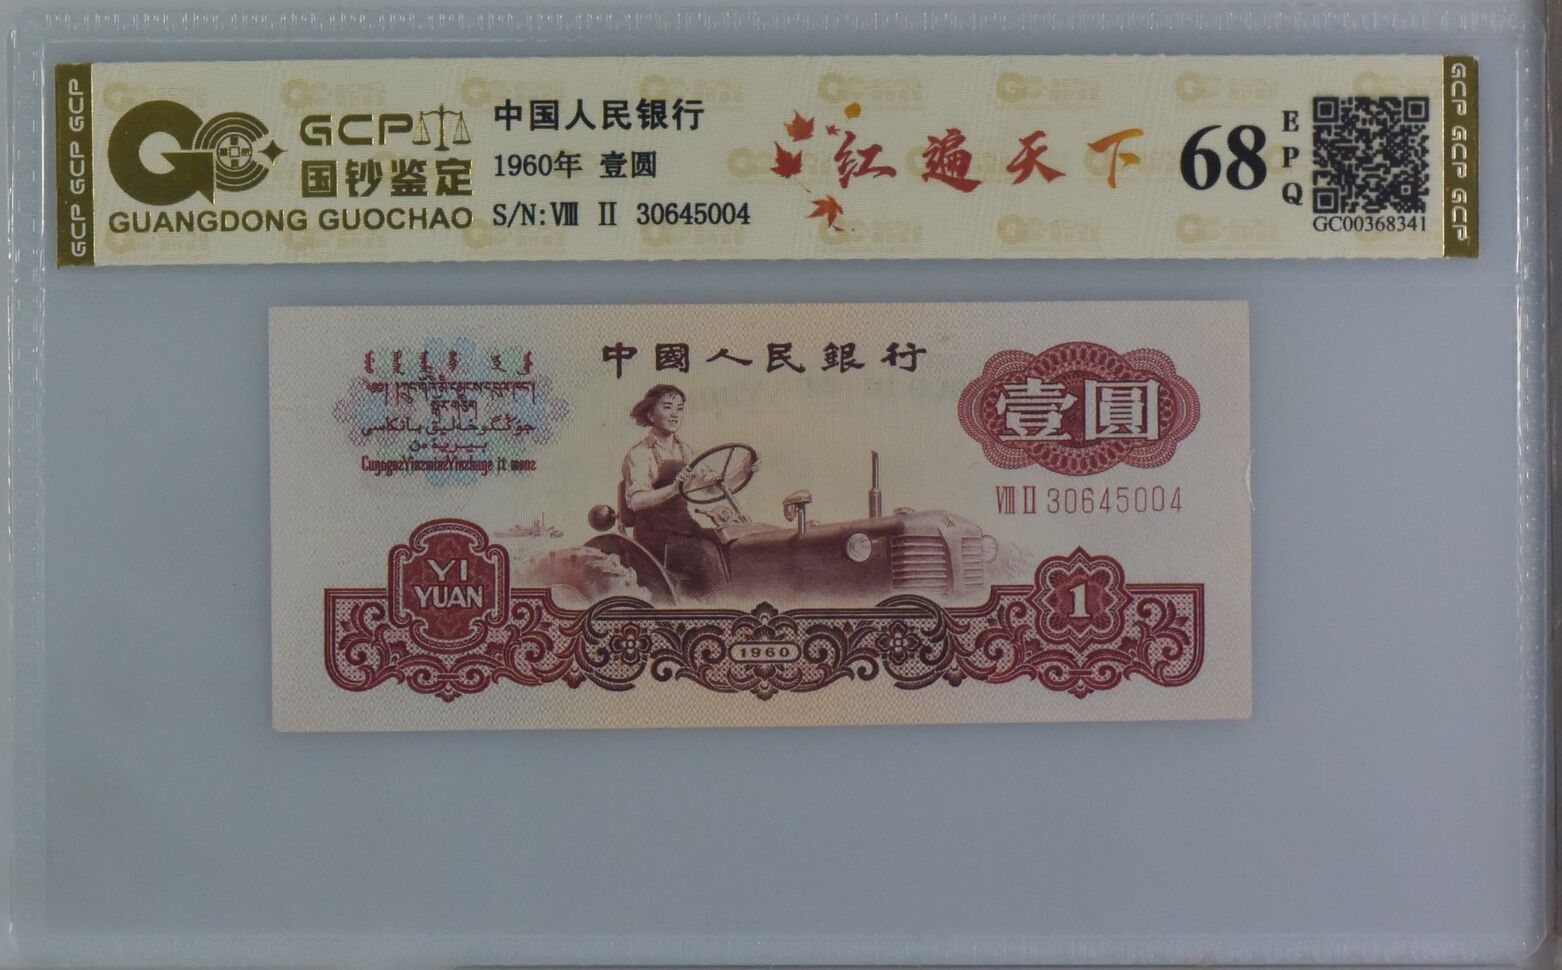 GCP GCP GCP
GCP
国钞鉴定
GUANGDONG GUOCHAO
中国人民银行
1960年 壹圆
S/N: Ⅷ Ⅱ 30645004
红遍天下
68
EPQ
GC00368341
GCP GCP GCP
中國人民銀行
壹圓
Ⅷ Ⅱ 30645004
YI
YUAN
1960
1